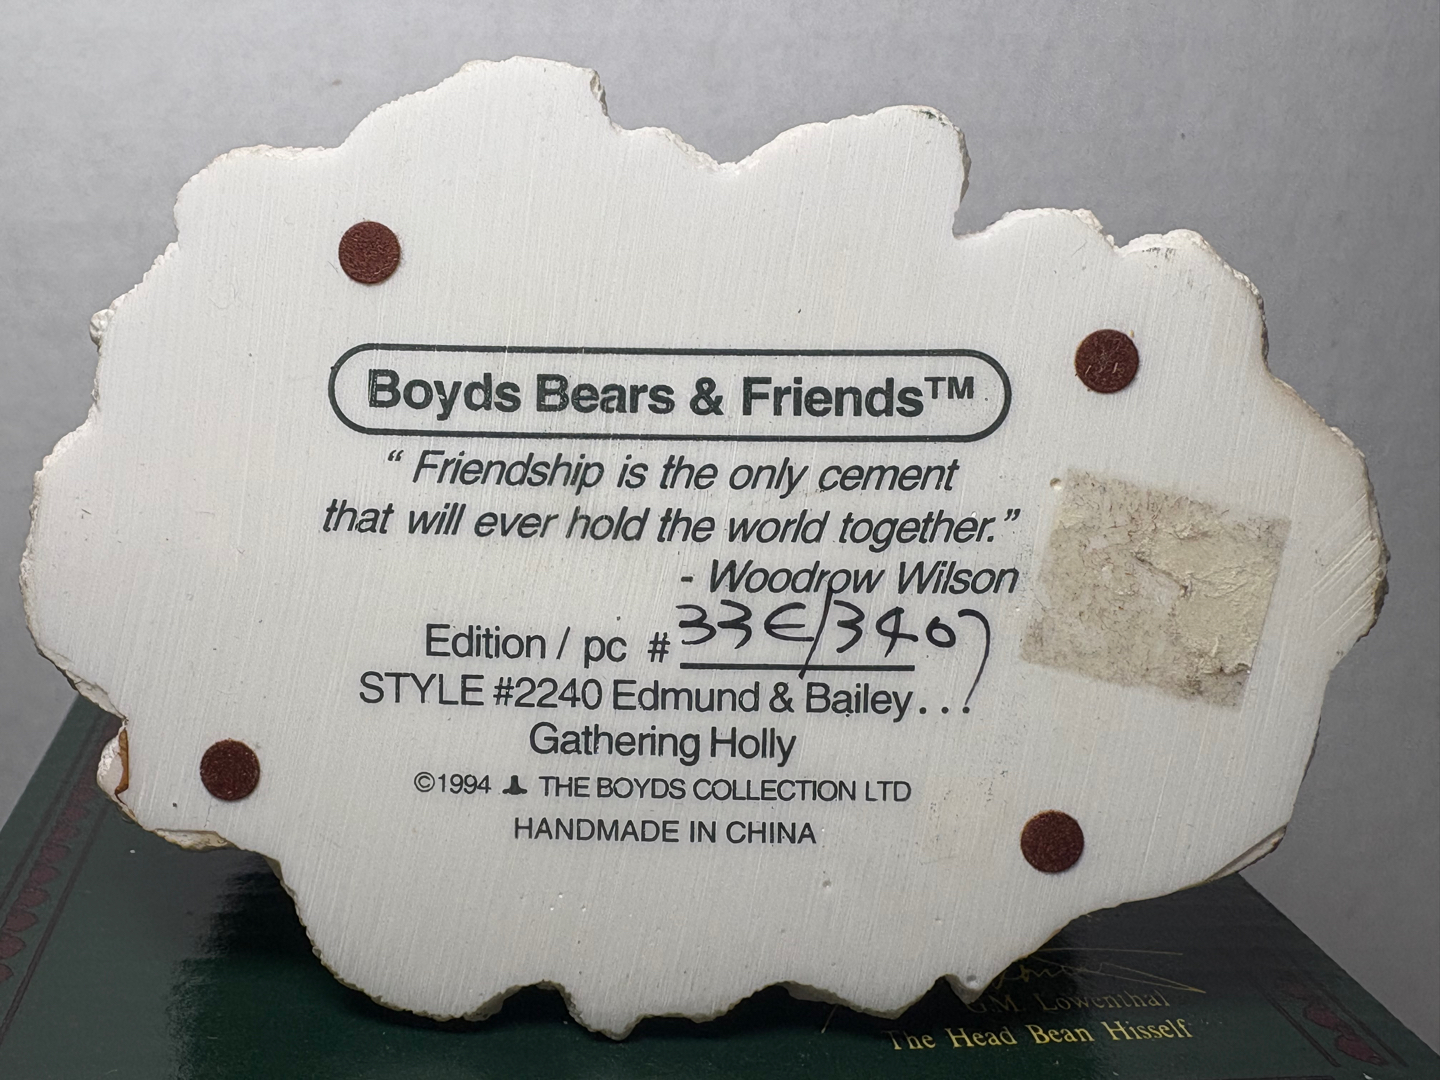 Boyds Bears & Friends™
“ Friendship is the only cement
that will ever hold the world together.”
- Woodrow Wilson
Edition / pc # 33E/3407
STYLE #2240 Edmund & Bailey...
Gathering Holly
©1994 THE BOYDS COLLECTION LTD
HANDMADE IN CHINA
G.M. Lowenthal
The Head Bean Hisself